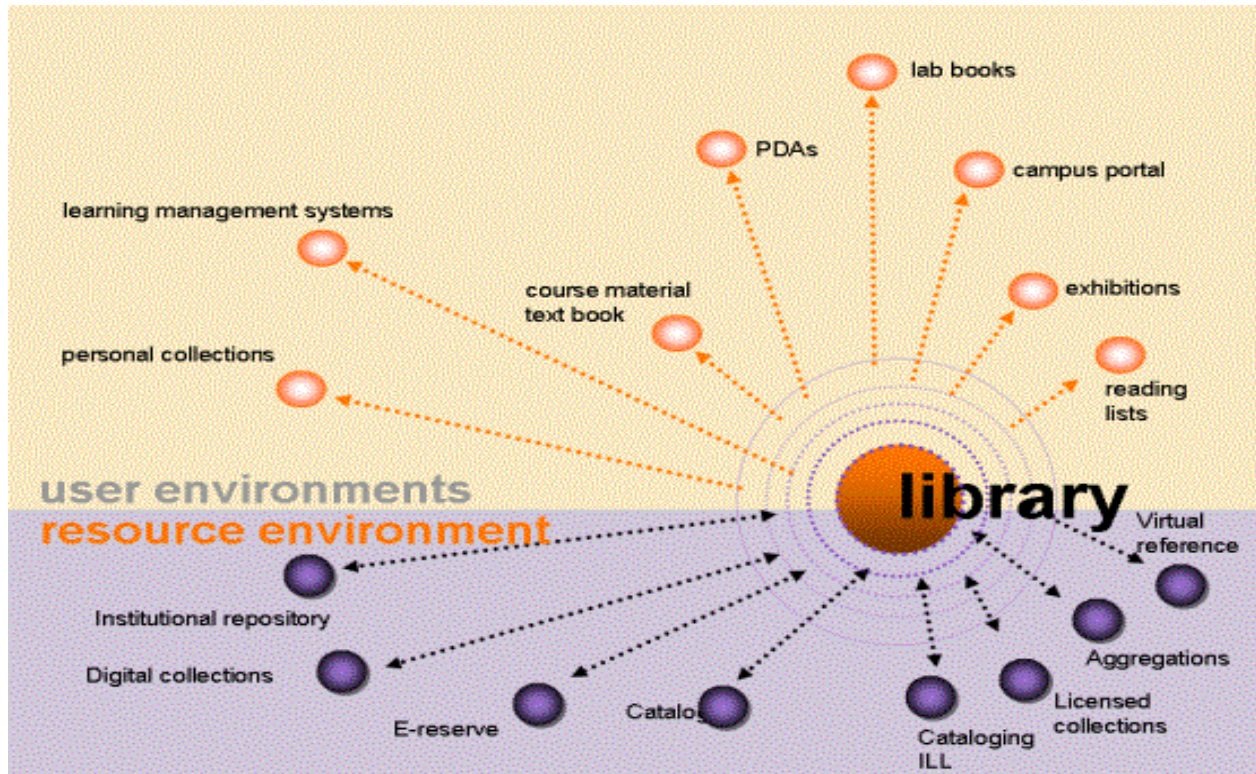 lab books
PDAs
campus portal
learning management systems
course material
text book
exhibitions
personal collections
reading
lists
user environments
library
resource environment
Virtual
reference
Institutional repository
Aggregations
Digital collections
Licensed
collections
E-reserve
Catalog
Cataloging
ILL